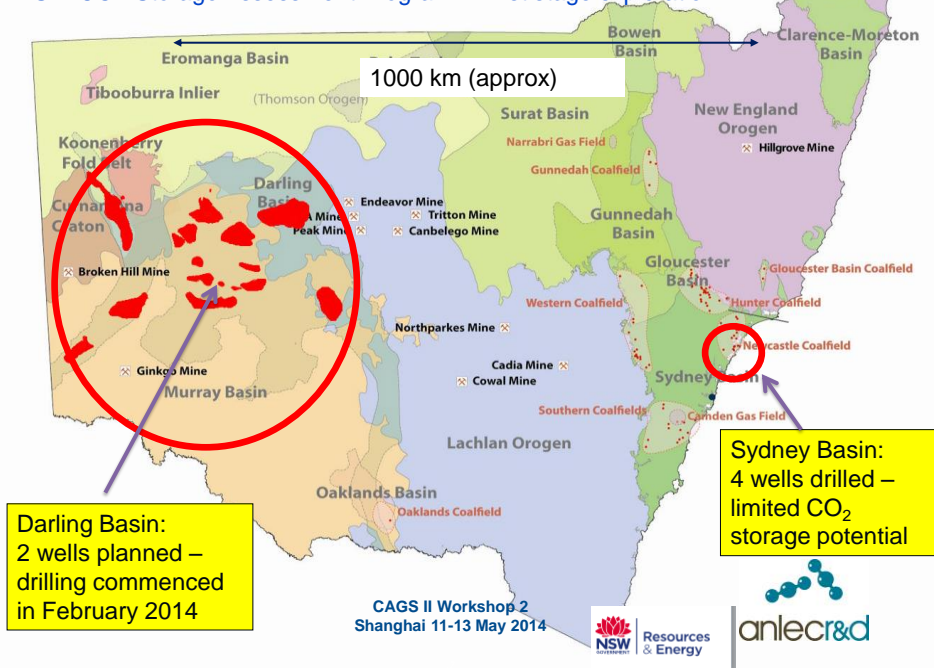 Bowen
Basin
Clarence-Moreton
Basin
Eromanga Basin
1000 km (approx)
Tibooburra Inlier
(Thomson Orogen)
Surat Basin
New England
Orogen
Narrabri Gas Field
Hillgrove Mine
Koonenberry
Fold Belt
Gunnedah Coalfield
Darling
Endeavor Mine
Curnamona
Craton
Tritton Mine
Peak Mine
Canbelego Mine
Gunnedah
Basin
Gloucester
Basin
Gloucester Basin Coalfield
Broken Hill Mine
Western Coalfield
Hunter Coalfield
Northparkes Mine
Newcastle Coalfield
Cadia Mine
Ginkgo Mine
Cowal Mine
Sydney Basin
Murray Basin
Southern Coalfields
Camden Gas Field
Lachlan Orogen
Sydney Basin:
4 wells drilled –
limited CO2
storage potential
Oaklands Basin
Oaklands Coalfield
Darling Basin:
2 wells planned –
drilling commenced
in February 2014
CAGS II Workshop 2
Shanghai 11-13 May 2014
NSW
GOVERNMENT
Resources
& Energy
anlecr&d